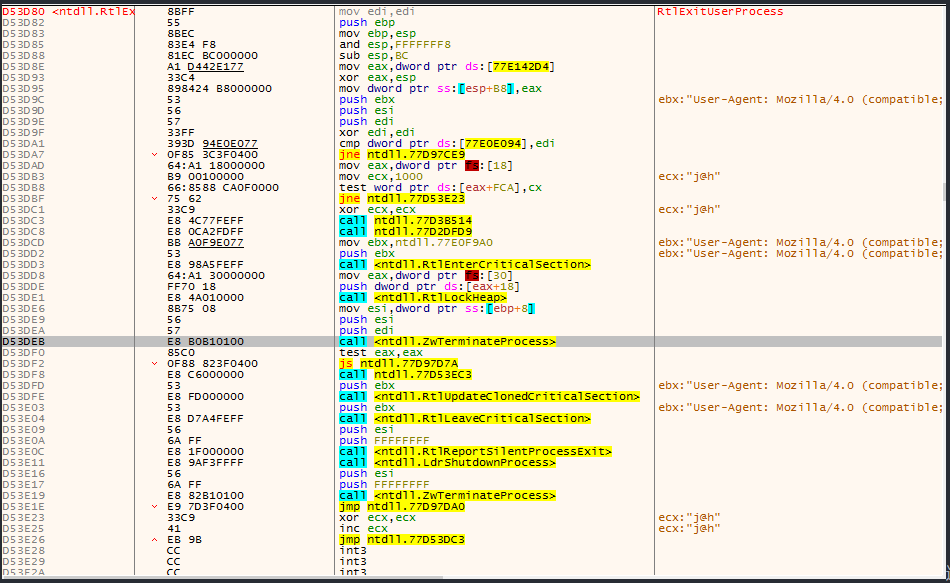 D53D80 <ntdll.RtlEx 8BFF mov edi,edi RtlExitUserProcess
D53D82 55 push ebp
D53D83 8BEC mov ebp,esp
D53D85 83E4 F8 and esp,FFFFFFF8
D53D88 81EC BC000000 sub esp,BC
D53D8E A1 D442E177 mov eax,dword ptr ds:[77E142D4]
D53D93 33C4 xor eax,esp
D53D95 898424 B8000000 mov dword ptr ss:[esp+B8],eax
D53D9C 53 push ebx ebx:"User-Agent: Mozilla/4.0 (compatible;
D53D9D 56 push esi
D53D9E 57 push edi
D53D9F 33FF xor edi,edi
D53DA1 393D 94E0E077 cmp dword ptr ds:[77E0E094],edi
D53DA7 0F85 3C3F0400 jne ntdll.77D97CE9
D53DAD 64:A1 18000000 mov eax,dword ptr fs:[18]
D53DB3 B9 00100000 mov ecx,1000 ecx:"j@h"
D53DB8 66:8588 CA0F0000 test word ptr ds:[eax+FCA],cx
D53DBF 75 62 jne ntdll.77D53E23
D53DC1 33C9 xor ecx,ecx ecx:"j@h"
D53DC3 E8 4C77FEFF call ntdll.77D3B514
D53DC8 E8 0CA2FDFF call ntdll.77D2DFD9
D53DCD BB A0F9E077 mov ebx,ntdll.77E0F9A0 ebx:"User-Agent: Mozilla/4.0 (compatible;
D53DD2 53 push ebx ebx:"User-Agent: Mozilla/4.0 (compatible;
D53DD3 E8 98A5FEFF call <ntdll.RtlEnterCriticalSection>
D53DD8 64:A1 30000000 mov eax,dword ptr fs:[30]
D53DDE FF70 18 push dword ptr ds:[eax+18]
D53DE1 E8 4A010000 call <ntdll.RtlLockHeap>
D53DE6 8B75 08 mov esi,dword ptr ss:[ebp+8]
D53DE9 56 push esi
D53DEA 57 push edi
D53DEB E8 B0B10100 call <ntdll.ZwTerminateProcess>
D53DF0 85C0 test eax,eax
D53DF2 0F88 823F0400 js ntdll.77D97D7A
D53DF8 E8 C6000000 call ntdll.77D53EC3
D53DFD 53 push ebx ebx:"User-Agent: Mozilla/4.0 (compatible;
D53DFE E8 FD000000 call <ntdll.RtlUpdateClonedCriticalSection>
D53E03 53 push ebx ebx:"User-Agent: Mozilla/4.0 (compatible;
D53E04 E8 D7A4FEFF call <ntdll.RtlLeaveCriticalSection>
D53E09 56 push esi
D53E0A 6A FF push FFFFFFFF
D53E0C E8 1F000000 call <ntdll.RtlReportSilentProcessExit>
D53E11 E8 9AF3FFFF call <ntdll.LdrShutdownProcess>
D53E16 56 push esi
D53E17 6A FF push FFFFFFFF
D53E19 E8 82B10100 call <ntdll.ZwTerminateProcess>
D53E1E E9 7D3F0400 jmp ntdll.77D97DA0
D53E23 33C9 xor ecx,ecx ecx:"j@h"
D53E25 41 inc ecx ecx:"j@h"
D53E26 EB 9B jmp ntdll.77D53DC3
D53E28 CC int3
D53E29 CC int3
D53E2A CC int3